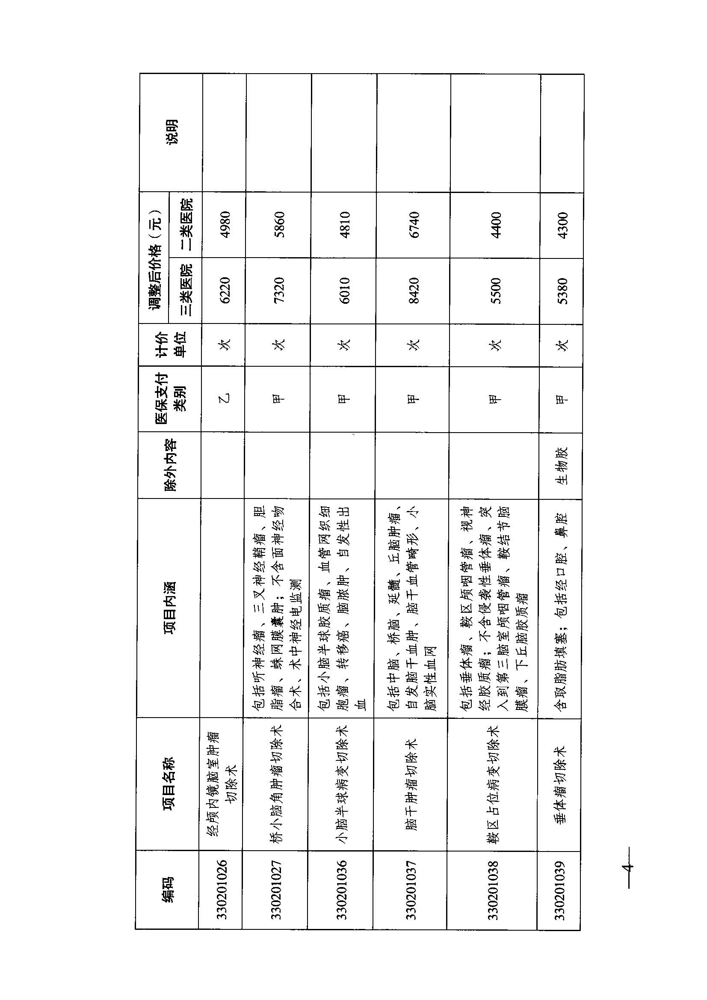 编码 项目名称 项目内涵 除外内容 医保支付类别 计价单位 调整后价格（元） 说明
三类医院 二类医院
330201026 经颅内镜脑室肿瘤切除术 乙 次 6220 4980
330201027 桥小脑角肿瘤切除术 包括听神经瘤、三叉神经鞘瘤、胆脂瘤、蛛网膜囊肿；不含面神经吻合术、术中神经电监测 甲 次 7320 5860
330201036 小脑半球病变切除术 包括小脑半球胶质瘤、血管网织细胞瘤、转移癌、脑脓肿、自发性出血 甲 次 6010 4810
330201037 脑干肿瘤切除术 包括中脑、桥脑、延髓、丘脑肿瘤、自发脑干血肿、脑干血管畸形、小脑实性血网 甲 次 8420 6740
330201038 鞍区占位病变切除术 包括垂体瘤、鞍区颅咽管瘤、视神经胶质瘤；不含侵袭性垂体瘤、突入到第三脑室颅咽管瘤、鞍结节脑膜瘤、下丘脑胶质瘤 甲 次 5500 4400
330201039 垂体瘤切除术 含取脂肪填塞；包括经口腔、鼻腔 生物胶 甲 次 5380 4300
—4—